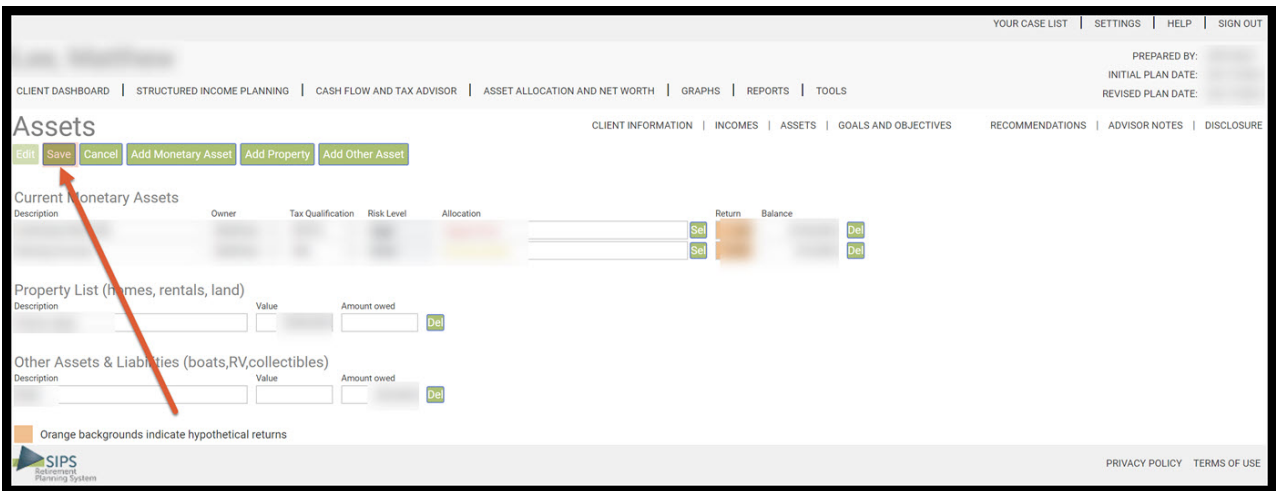 YOUR CASE LIST | SETTINGS | HELP | SIGN OUT
PREPARED BY:
INITIAL PLAN DATE:
CLIENT DASHBOARD | STRUCTURED INCOME PLANNING | CASH FLOW AND TAX ADVISOR | ASSET ALLOCATION AND NET WORTH | GRAPHS | REPORTS | TOOLS
REVISED PLAN DATE:
Assets
CLIENT INFORMATION | INCOMES | ASSETS | GOALS AND OBJECTIVES RECOMMENDATIONS | ADVISOR NOTES | DISCLOSURE
Edit Save Cancel Add Monetary Asset Add Property Add Other Asset
Current Monetary Assets
Description Owner Tax Qualification Risk Level Allocation Return Balance
Sel Del
Sel Del
Property List (homes, rentals, land)
Description Value Amount owed
Del
Other Assets & Liabilities (boats,RV,collectibles)
Description Value Amount owed
Del
Orange backgrounds indicate hypothetical returns
SIPS
Retirement
Planning System
PRIVACY POLICY TERMS OF USE